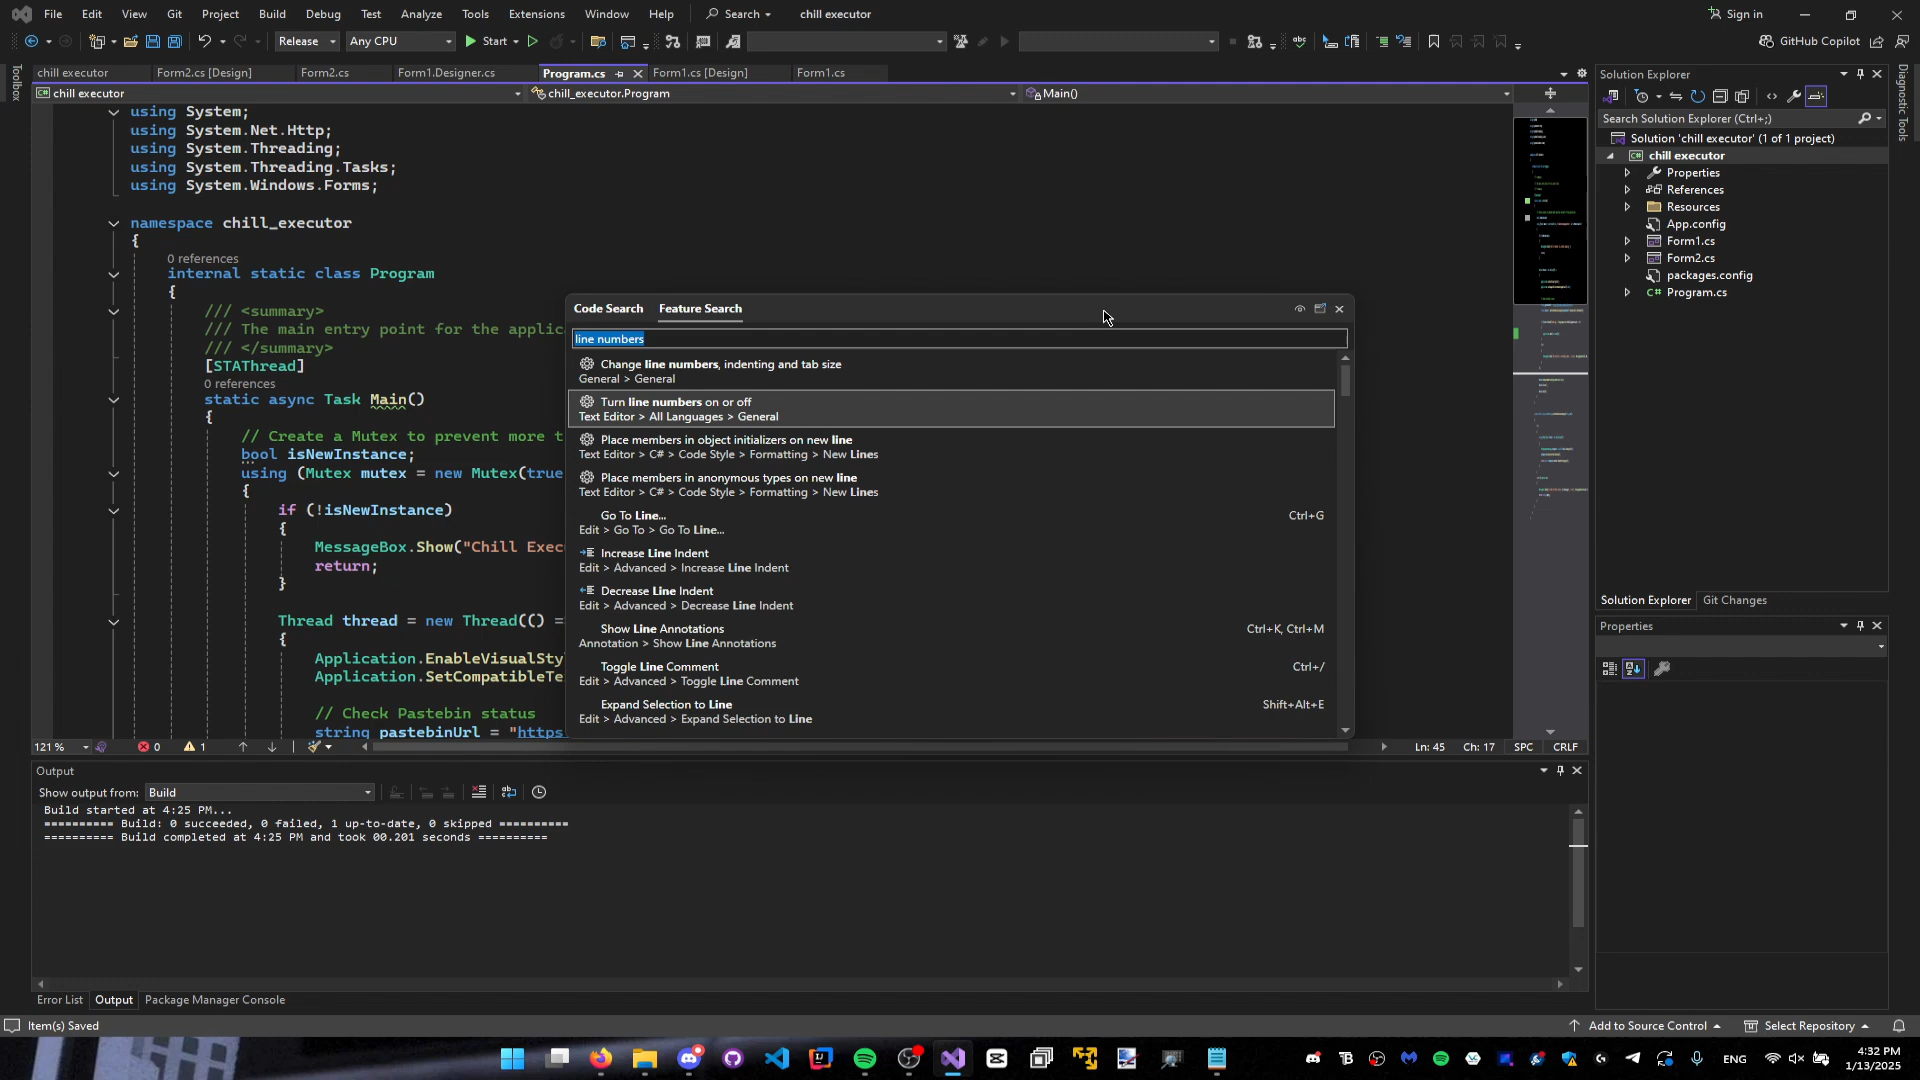 File Edit View Git Project Build Debug Test Analyze Tools Extensions Window Help Search chill executor Sign in
Release Any CPU Start GitHub Copilot
Toolbox
chill executor Form2.cs [Design] Form2.cs Form1.Designer.cs Program.cs Form1.cs [Design] Form1.cs
C# chill executor chill_executor.Program Main()
using System;
using System.Net.Http;
using System.Threading;
using System.Threading.Tasks;
using System.Windows.Forms;
namespace chill_executor
{
0 references
internal static class Program
{
/// <summary>
/// The main entry point for the applic
/// </summary>
[STAThread]
0 references
static async Task Main()
{
// Create a Mutex to prevent more t
bool isNewInstance;
using (Mutex mutex = new Mutex(true
{
if (!isNewInstance)
{
MessageBox.Show("Chill Exec
return;
}
Thread thread = new Thread(() =
{
Application.EnableVisualSty
Application.SetCompatibleTe
// Check Pastebin status
string pastebinUrl = "https
Code Search Feature Search
line numbers
Change line numbers, indenting and tab size
General > General
Turn line numbers on or off
Text Editor > All Languages > General
Place members in object initializers on new line
Text Editor > C# > Code Style > Formatting > New Lines
Place members in anonymous types on new line
Text Editor > C# > Code Style > Formatting > New Lines
Go To Line... Ctrl+G
Edit > Go To > Go To Line...
Increase Line Indent
Edit > Advanced > Increase Line Indent
Decrease Line Indent
Edit > Advanced > Decrease Line Indent
Show Line Annotations Ctrl+K, Ctrl+M
Annotation > Show Line Annotations
Toggle Line Comment Ctrl+/
Edit > Advanced > Toggle Line Comment
Expand Selection to Line Shift+Alt+E
Edit > Advanced > Expand Selection to Line
121 % 0 1 Ln: 45 Ch: 17 SPC CRLF
Output
Show output from: Build
Build started at 4:25 PM...
========== Build: 0 succeeded, 0 failed, 1 up-to-date, 0 skipped ==========
========== Build completed at 4:25 PM and took 00.201 seconds ==========
Error List Output Package Manager Console
Solution Explorer
Search Solution Explorer (Ctrl+;)
Solution 'chill executor' (1 of 1 project)
C# chill executor
Properties
References
Resources
App.config
Form1.cs
Form2.cs
packages.config
C# Program.cs
Solution Explorer Git Changes
Properties
Diagnostic Tools
Item(s) Saved Add to Source Control Select Repository
ENG 4:32 PM
1/13/2025